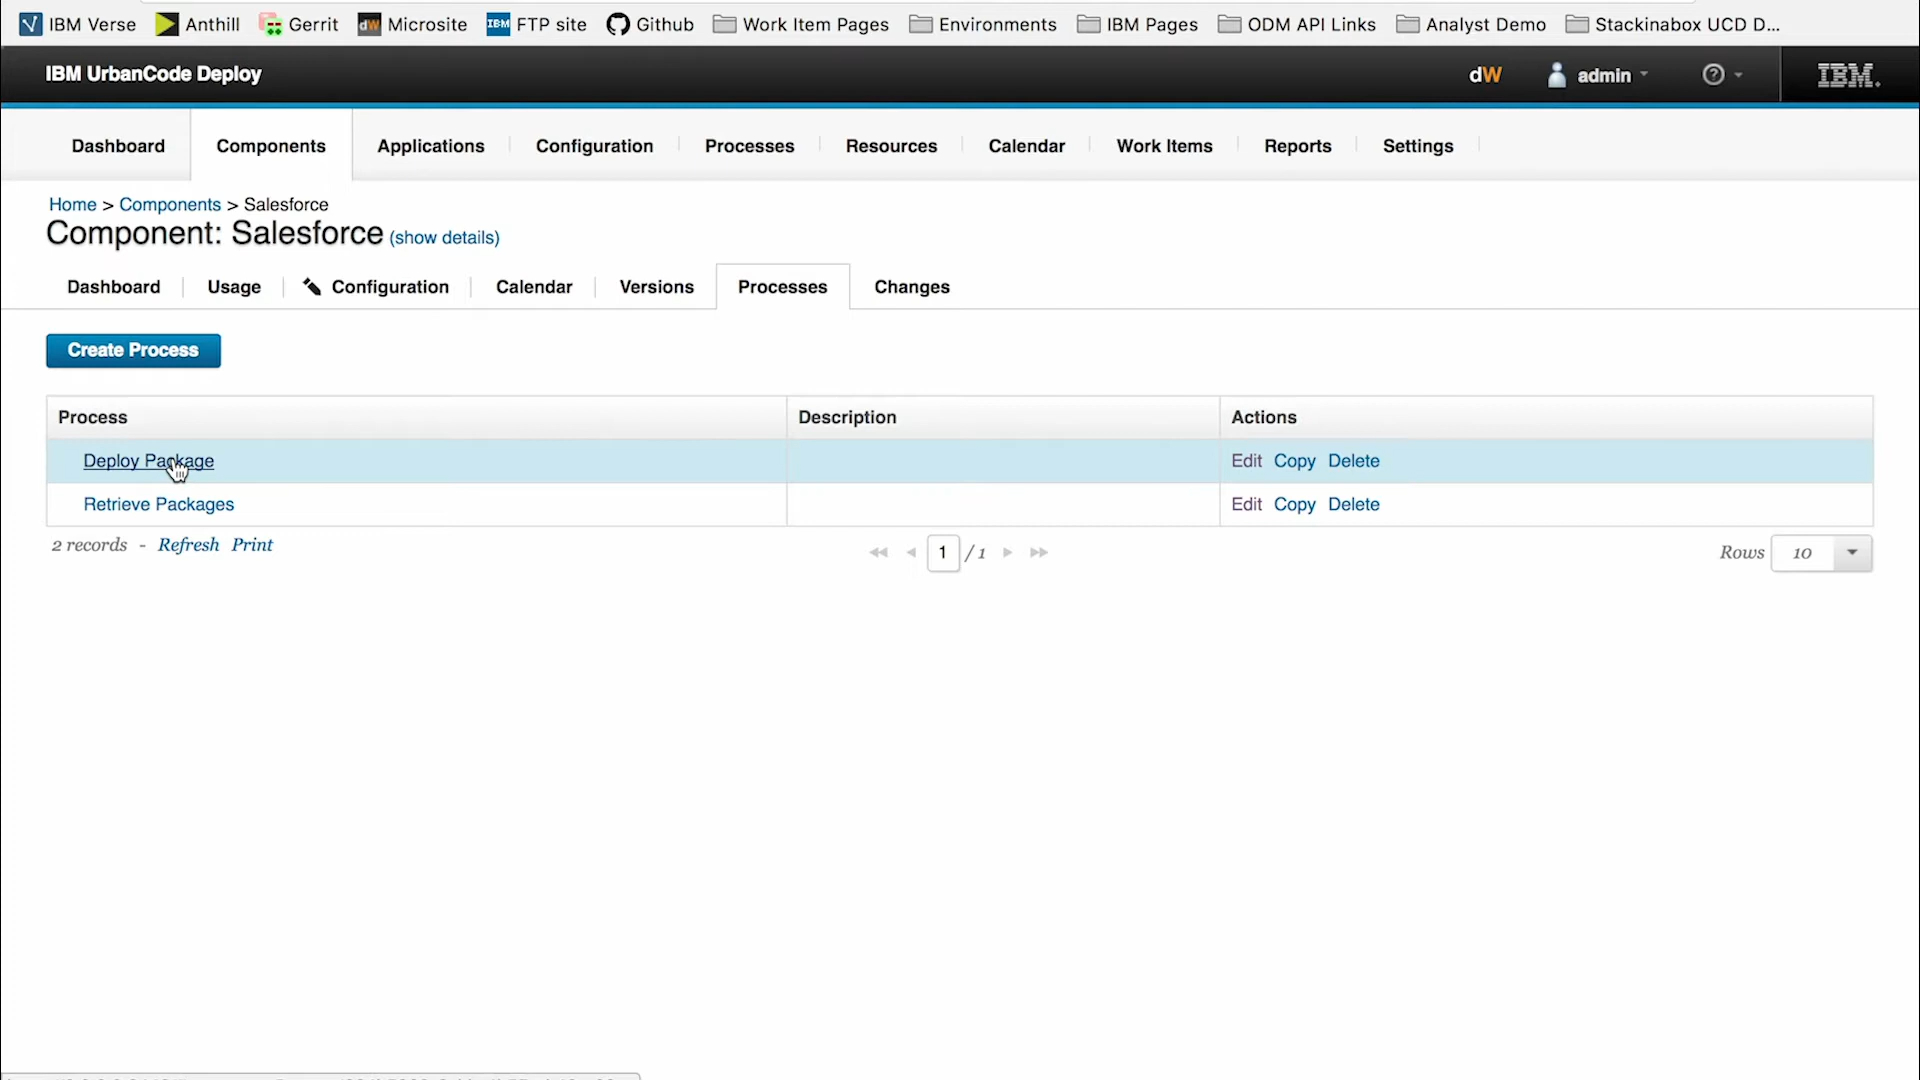 IBM Verse Anthill Gerrit dW Microsite IBM FTP site Github Work Item Pages Environments IBM Pages ODM API Links Analyst Demo Stackinabox UCD D...
IBM UrbanCode Deploy dW admin ? IBM.
Dashboard Components Applications Configuration Processes Resources Calendar Work Items Reports Settings
Home > Components > Salesforce
Component: Salesforce (show details)
Dashboard Usage Configuration Calendar Versions Processes Changes
Create Process
Process Description Actions
Deploy Package Edit Copy Delete
Retrieve Packages Edit Copy Delete
2 records - Refresh Print 1 / 1 Rows 10